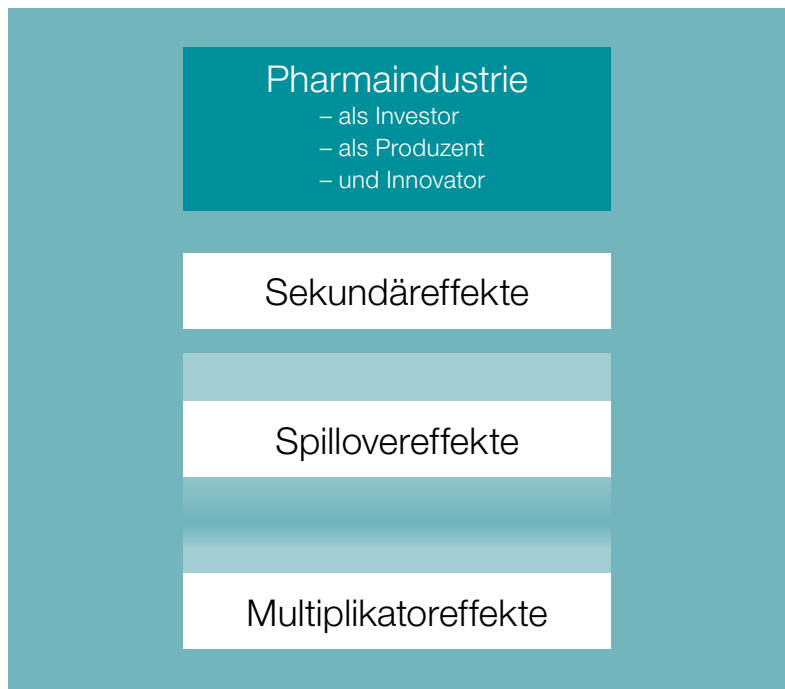 Pharmaindustrie
– als Investor
– als Produzent
– und Innovator
Sekundäreffekte
Spillovereffekte
Multiplikatoreffekte